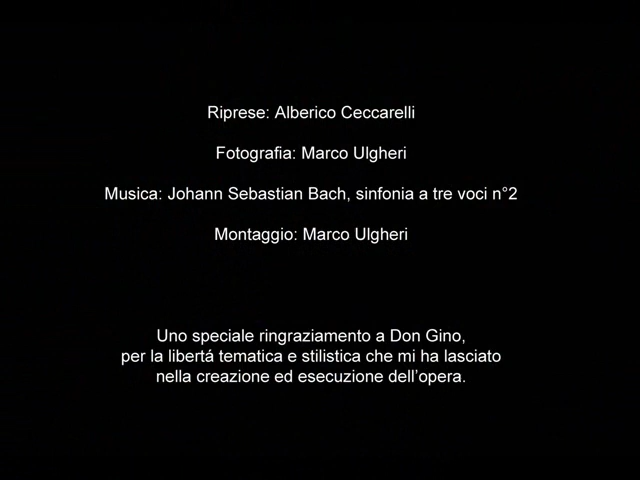 Riprese: Alberico Ceccarelli
Fotografia: Marco Ulgheri
Musica: Johann Sebastian Bach, sinfonia a tre voci n°2
Montaggio: Marco Ulgheri
Uno speciale ringraziamento a Don Gino,
per la libertá tematica e stilistica che mi ha lasciato
nella creazione ed esecuzione dell’opera.